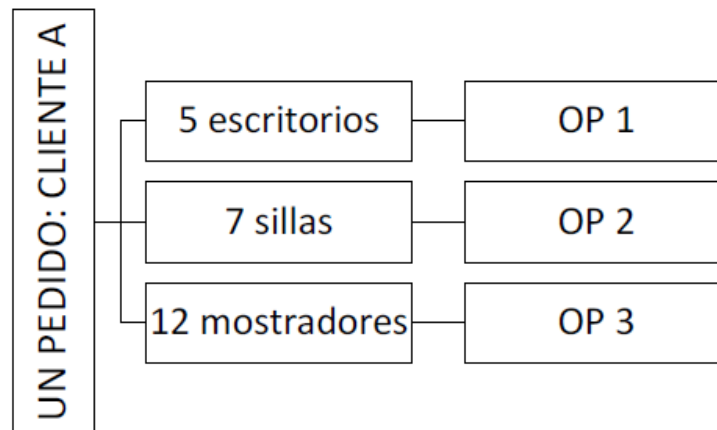 UN PEDIDO: CLIENTE A
5 escritorios
OP 1
7 sillas
OP 2
12 mostradores
OP 3